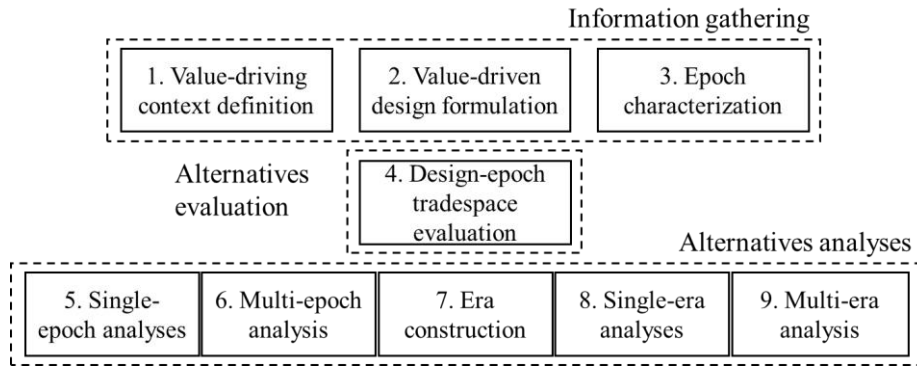 Information gathering
1. Value-driving
context definition
2. Value-driven
design formulation
3. Epoch
characterization
Alternatives
evaluation
4. Design-epoch
tradespace
evaluation
Alternatives analyses
5. Single-
epoch analyses
6. Multi-epoch
analysis
7. Era
construction
8. Single-era
analyses
9. Multi-era
analysis